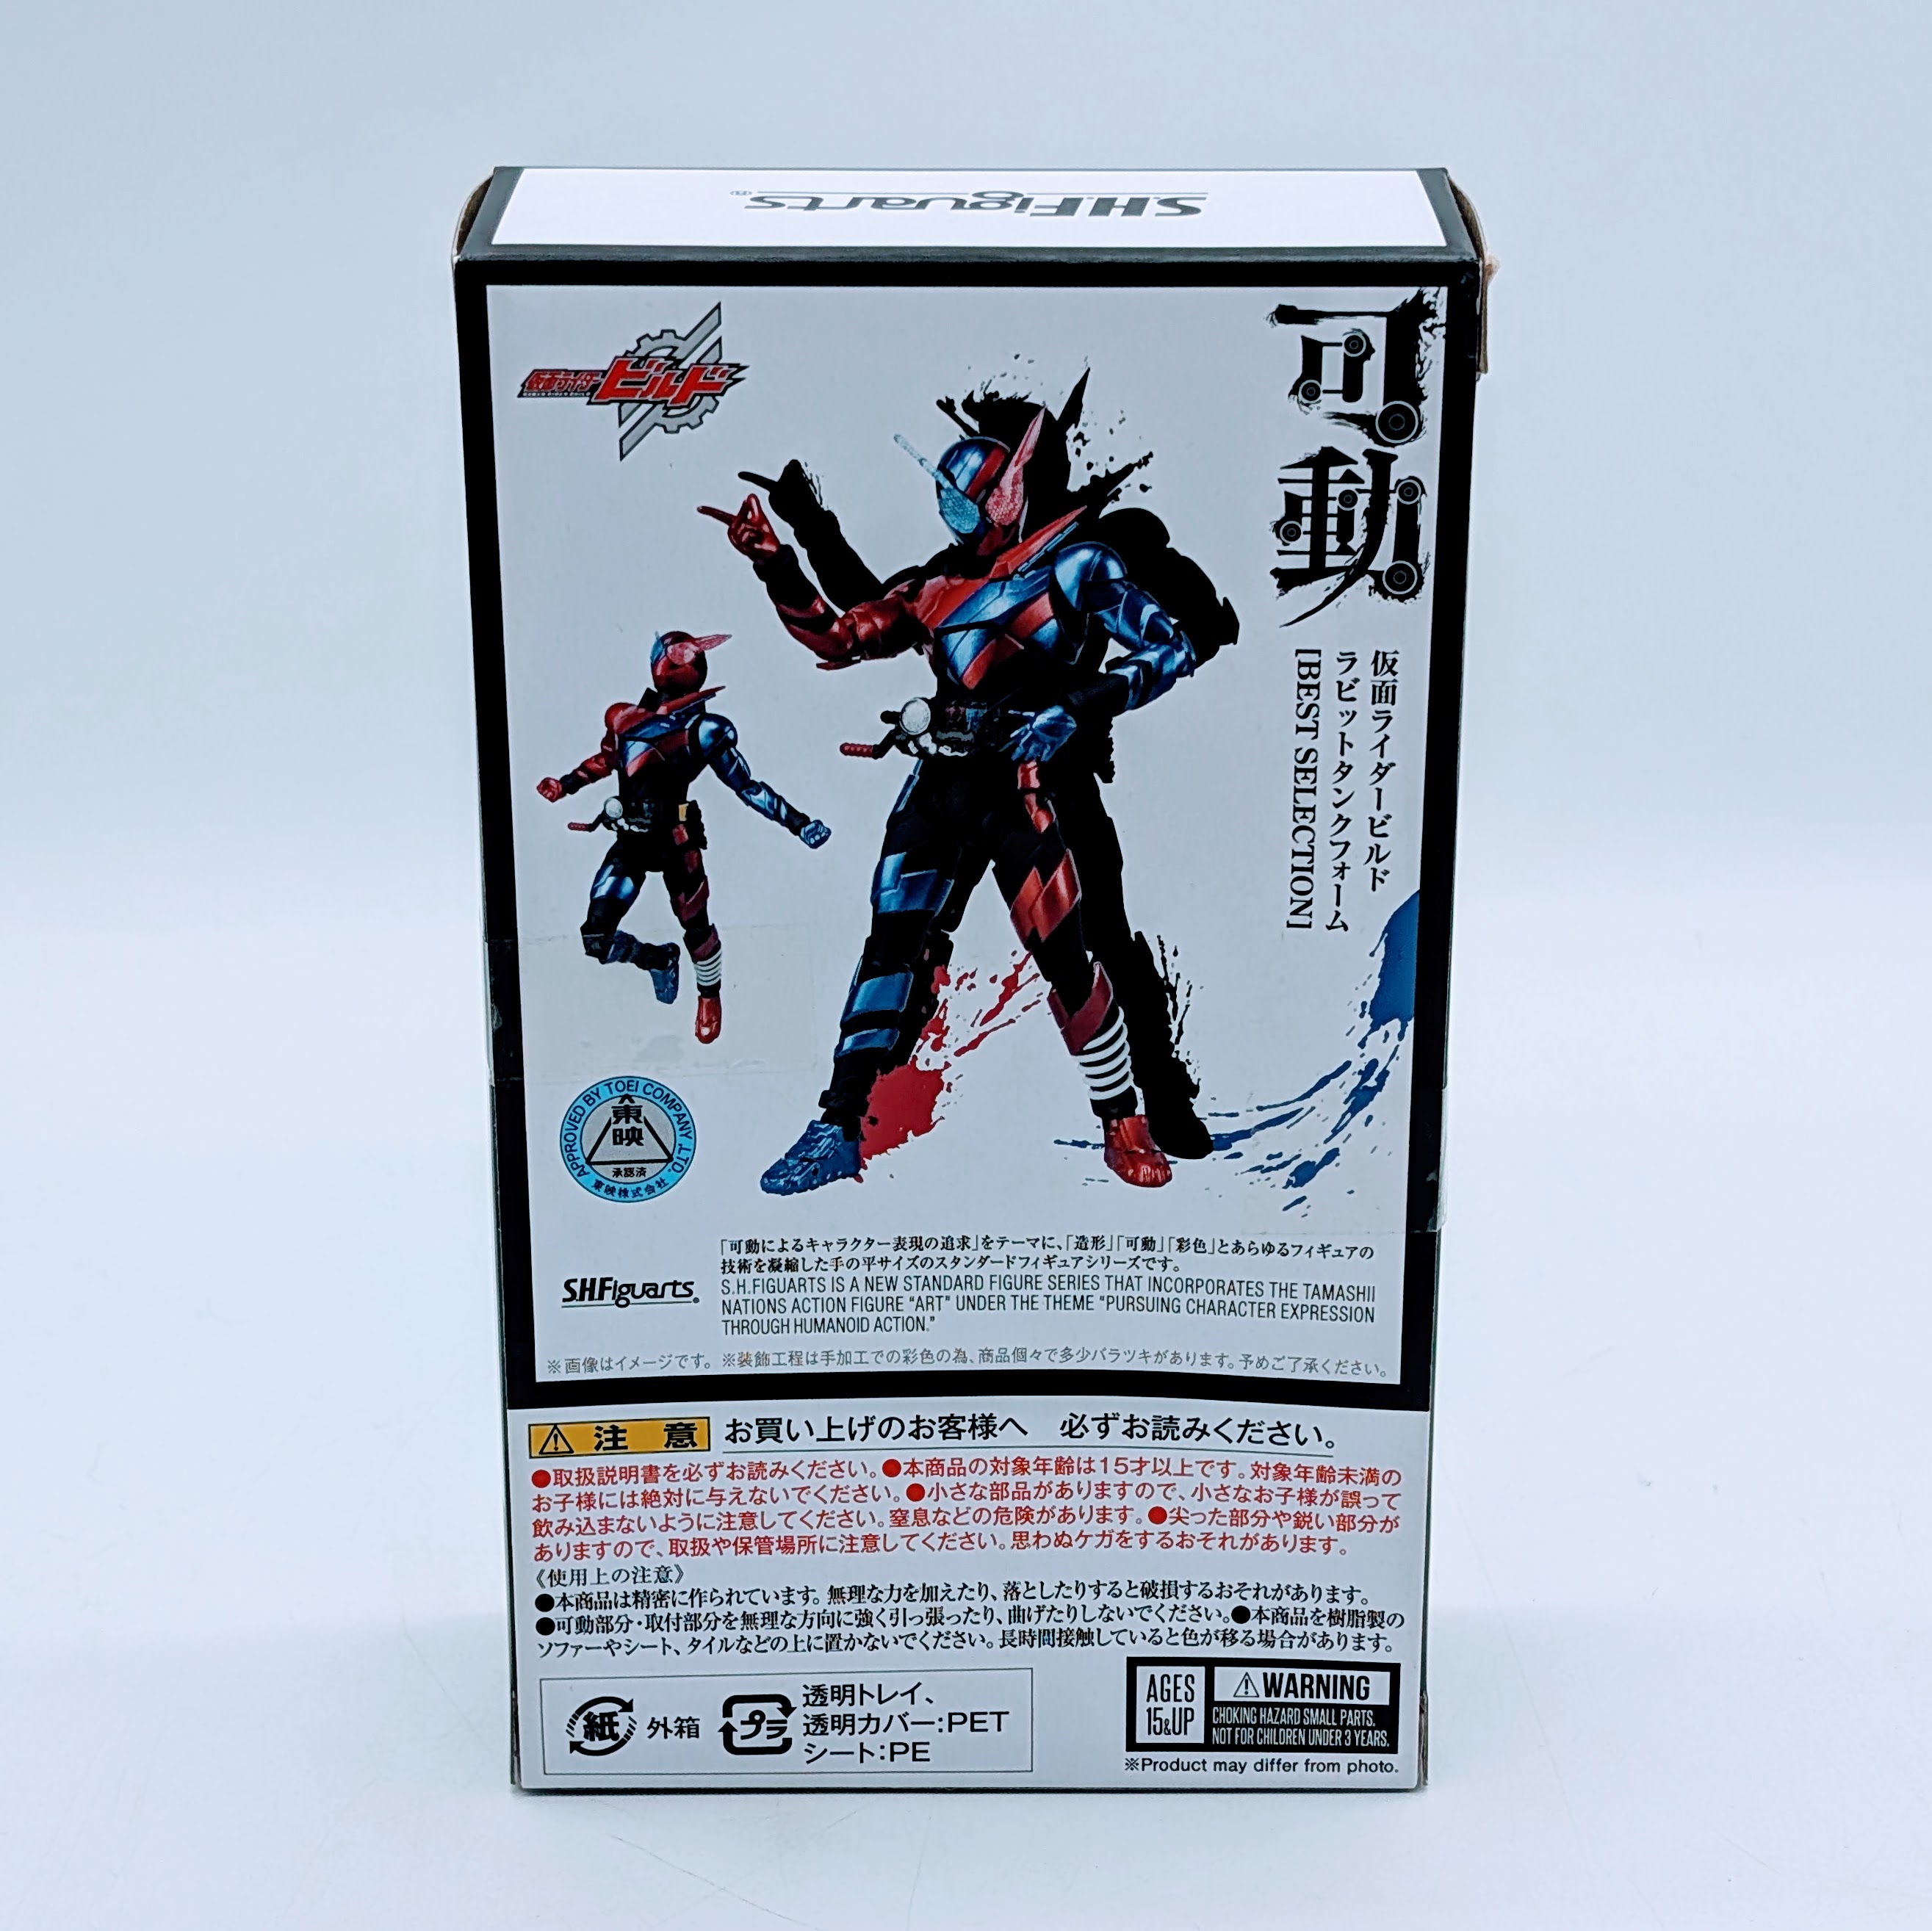 S.H.Figuarts®
仮面ライダー
ビルド
可動
仮面ライダービルド
ラビットタンクフォーム
[BEST SELECTION]
APPROVED BY TOEI COMPANY, LTD.
東映
承認済
東映株式会社
「可動によるキャラクター表現の追求」をテーマに、「造形」「可動」「彩色」とあらゆるフィギュアの
技術を凝縮した手の平サイズのスタンダードフィギュアシリーズです。
S.H.Figuarts®
S.H.FIGUARTS IS A NEW STANDARD FIGURE SERIES THAT INCORPORATES THE TAMASHII
NATIONS ACTION FIGURE “ART” UNDER THE THEME “PURSUING CHARACTER EXPRESSION
THROUGH HUMANOID ACTION.”
※画像はイメージです。※装飾工程は手加工での彩色の為、商品個々で多少バラツキがあります。予めご了承ください。
⚠注意 お買い上げのお客様へ 必ずお読みください。
●取扱説明書を必ずお読みください。●本商品の対象年齢は15才以上です。対象年齢未満の
お子様には絶対に与えないでください。●小さな部品がありますので、小さなお子様が誤って
飲み込まないように注意してください。窒息などの危険があります。●尖った部分や鋭い部分が
ありますので、取扱や保管場所に注意してください。思わぬケガをするおそれがあります。
《使用上の注意》
●本商品は精密に作られています。無理な力を加えたり、落としたりすると破損するおそれがあります。
●可動部分・取付部分を無理な方向に強く引っ張ったり、曲げたりしないでください。●本商品を樹脂製の
ソファーやシート、タイルなどの上に置かないでください。長時間接触していると色が移る場合があります。
紙 外箱
プラ
透明トレイ、
透明カバー:PET
シート:PE
AGES
15&UP
⚠WARNING
CHOKING HAZARD SMALL PARTS.
NOT FOR CHILDREN UNDER 3 YEARS.
※Product may differ from photo.